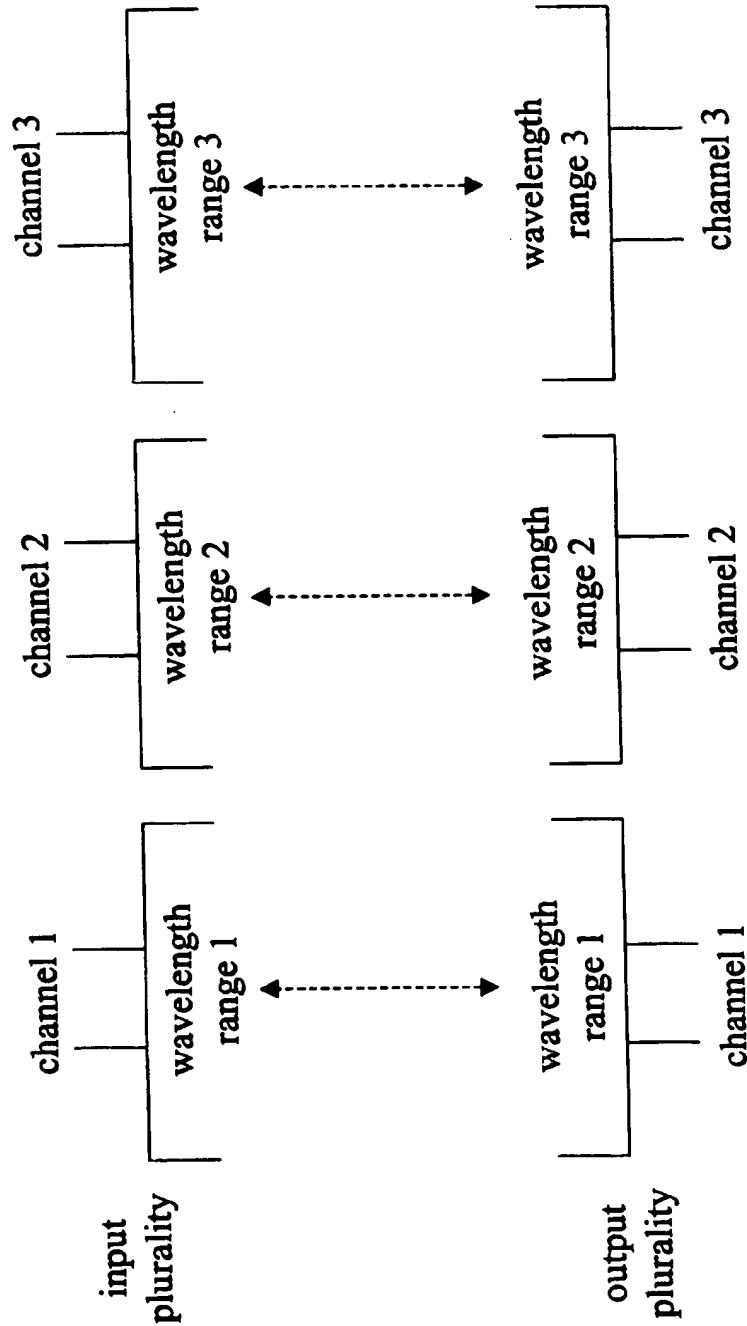 channel 1
channel 2
channel 3
input
plurality
wavelength
range 1
wavelength
range 2
wavelength
range 3
output
plurality
wavelength
range 1
wavelength
range 2
wavelength
range 3
channel 1
channel 2
channel 3